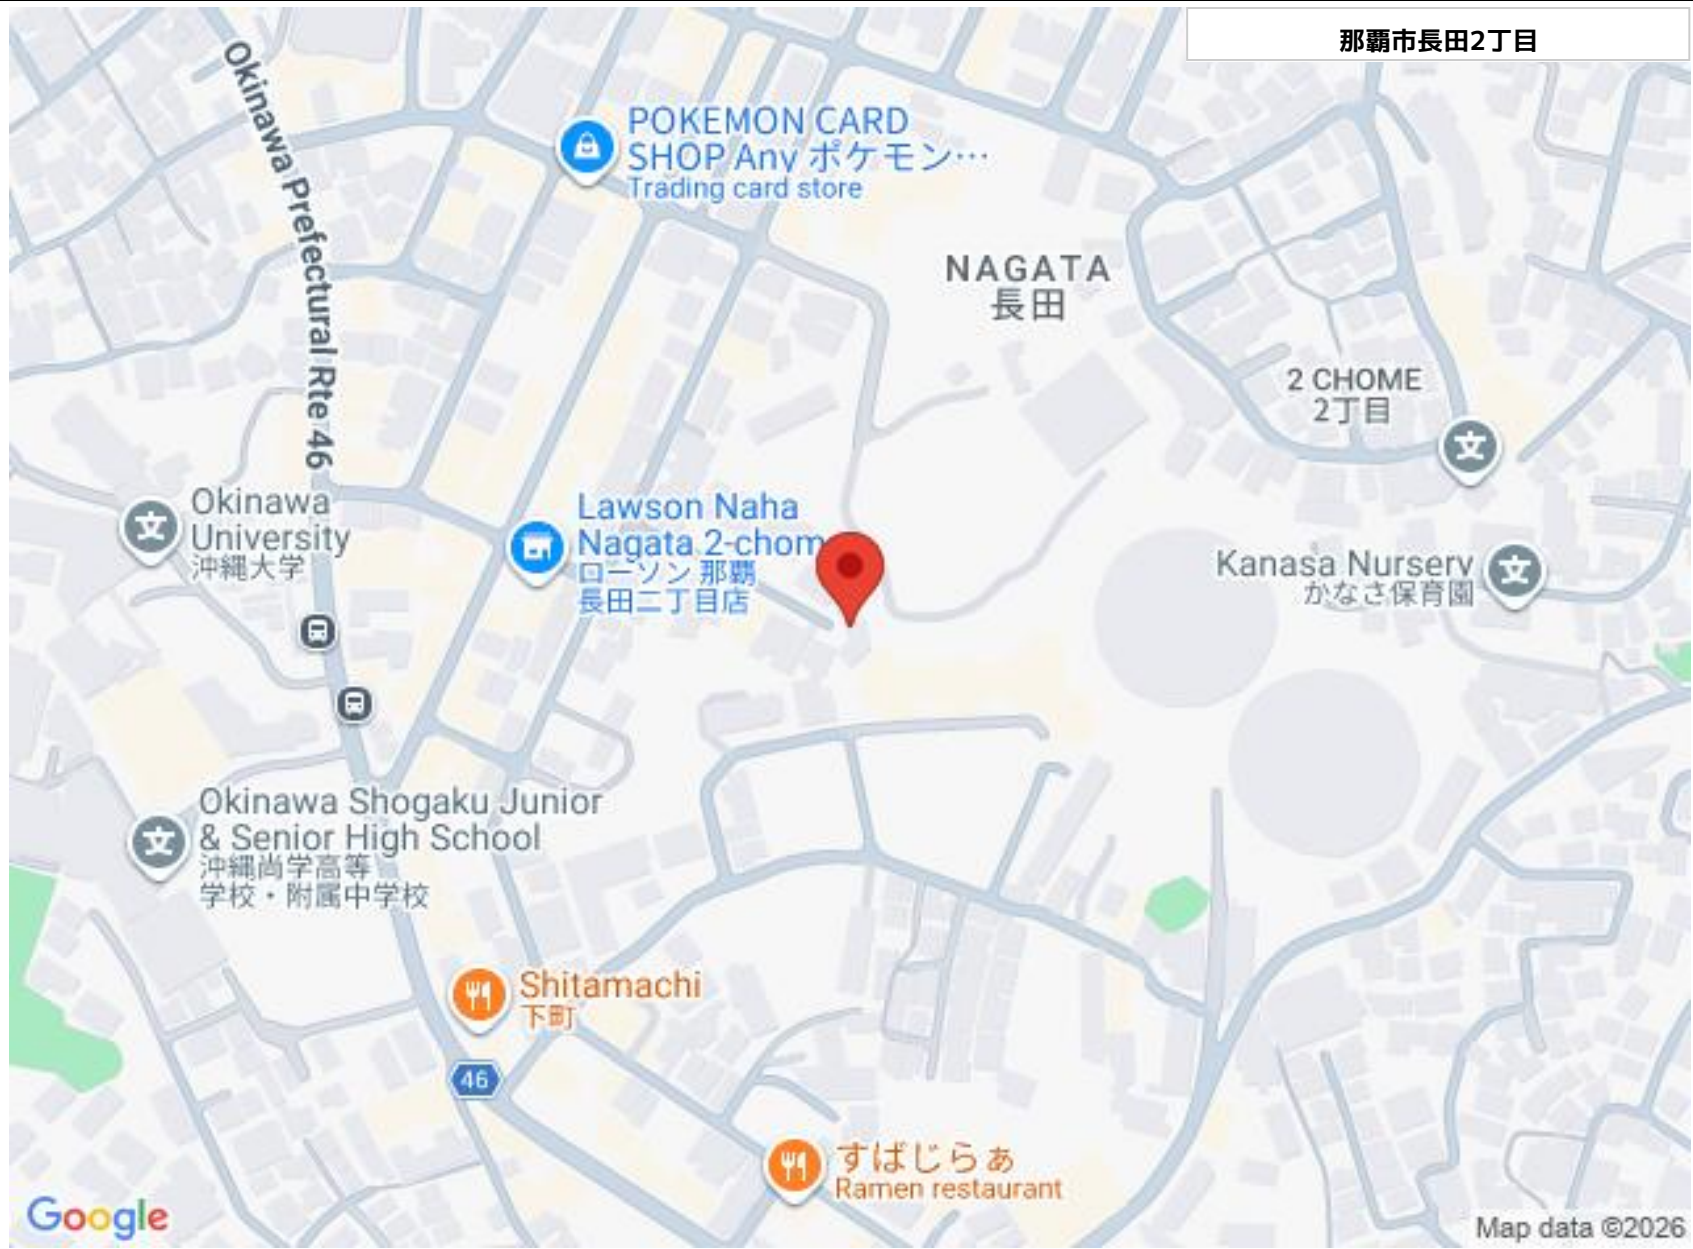 那覇市長田2丁目
Okinawa Prefectural Rte 46
POKEMON CARD
SHOP Any ポケモン…
Trading card store
NAGATA
長田
2 CHOME
2丁目
Okinawa
University
沖縄大学
Lawson Naha
Nagata 2-chom
ローソン 那覇
長田二丁目店
Kanasa Nursery
かなさ保育園
Okinawa Shogaku Junior
& Senior High School
沖縄尚学高等
学校・附属中学校
Shitamachi
下町
46
すばじらぁ
Ramen restaurant
Google
Map data ©2026